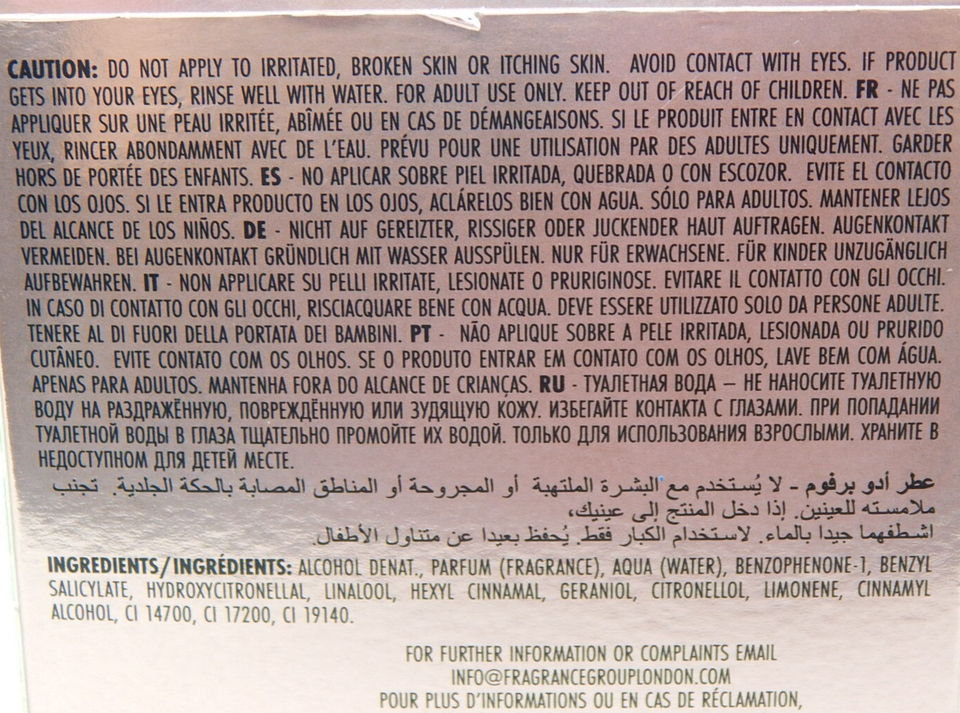 CAUTION: DO NOT APPLY TO IRRITATED, BROKEN SKIN OR ITCHING SKIN. AVOID CONTACT WITH EYES. IF PRODUCT
GETS INTO YOUR EYES, RINSE WELL WITH WATER. FOR ADULT USE ONLY. KEEP OUT OF REACH OF CHILDREN. FR - NE PAS
APPLIQUER SUR UNE PEAU IRRITÉE, ABÎMÉE OU EN CAS DE DÉMANGEAISONS. SI LE PRODUIT ENTRE EN CONTACT AVEC LES
YEUX, RINCER ABONDAMMENT AVEC DE L'EAU. PRÉVU POUR UNE UTILISATION PAR DES ADULTES UNIQUEMENT. GARDER
HORS DE PORTÉE DES ENFANTS. ES - NO APLICAR SOBRE PIEL IRRITADA, QUEBRADA O CON ESCOZOR. EVITE EL CONTACTO
CON LOS OJOS. SI LE ENTRA PRODUCTO EN LOS OJOS, ACLÁRELOS BIEN CON AGUA. SÓLO PARA ADULTOS. MANTENER LEJOS
DEL ALCANCE DE LOS NIÑOS. DE - NICHT AUF GEREIZTER, RISSIGER ODER JUCKENDER HAUT AUFTRAGEN. AUGENKONTAKT
VERMEIDEN. BEI AUGENKONTAKT GRÜNDLICH MIT WASSER AUSSPÜLEN. NUR FÜR ERWACHSENE. FÜR KINDER UNZUGÄNGLICH
AUFBEWAHREN. IT - NON APPLICARE SU PELLI IRRITATE, LESIONATE O PRURIGINOSE. EVITARE IL CONTATTO CON GLI OCCHI.
IN CASO DI CONTATTO CON GLI OCCHI, RISCIACQUARE BENE CON ACQUA. DEVE ESSERE UTILIZZATO SOLO DA PERSONE ADULTE.
TENERE AL DI FUORI DELLA PORTATA DEI BAMBINI. PT - NÃO APLIQUE SOBRE A PELE IRRITADA, LESIONADA OU PRURIDO
CUTÂNEO. EVITE CONTATO COM OS OLHOS. SE O PRODUTO ENTRAR EM CONTATO COM OS OLHOS, LAVE BEM COM ÁGUA.
APENAS PARA ADULTOS. MANTENHA FORA DO ALCANCE DE CRIANÇAS. RU - ТУАЛЕТНАЯ ВОДА – НЕ НАНОСИТЕ ТУАЛЕТНУЮ
ВОДУ НА РАЗДРАЖЁННУЮ, ПОВРЕЖДЁННУЮ ИЛИ ЗУДЯЩУЮ КОЖУ. ИЗБЕГАЙТЕ КОНТАКТА С ГЛАЗАМИ. ПРИ ПОПАДАНИИ
ТУАЛЕТНОЙ ВОДЫ В ГЛАЗА ТЩАТЕЛЬНО ПРОМОЙТЕ ИХ ВОДОЙ. ТОЛЬКО ДЛЯ ИСПОЛЬЗОВАНИЯ ВЗРОСЛЫМИ. ХРАНИТЕ В
НЕДОСТУПНОМ ДЛЯ ДЕТЕЙ МЕСТЕ.
عطر أدو برفوم - لا يُستخدم مع البشرة الملتهبة أو المجروحة أو المناطق المصابة بالحكة الجلدية. تجنب
ملامسته للعينين. إذا دخل المنتج إلى عينيك،
اشطفهما جيدا بالماء. لاستخدام الكبار فقط. يُحفظ بعيدا عن متناول الأطفال.
INGREDIENTS/INGRÉDIENTS: ALCOHOL DENAT., PARFUM (FRAGRANCE), AQUA (WATER), BENZOPHENONE-1, BENZYL
SALICYLATE, HYDROXYCITRONELLAL, LINALOOL, HEXYL CINNAMAL, GERANIOL, CITRONELLOL, LIMONENE, CINNAMYL
ALCOHOL, CI 14700, CI 17200, CI 19140.
FOR FURTHER INFORMATION OR COMPLAINTS EMAIL
INFO@FRAGRANCEGROUPLONDON.COM
POUR PLUS D'INFORMATIONS OU EN CAS DE RÉCLAMATION,